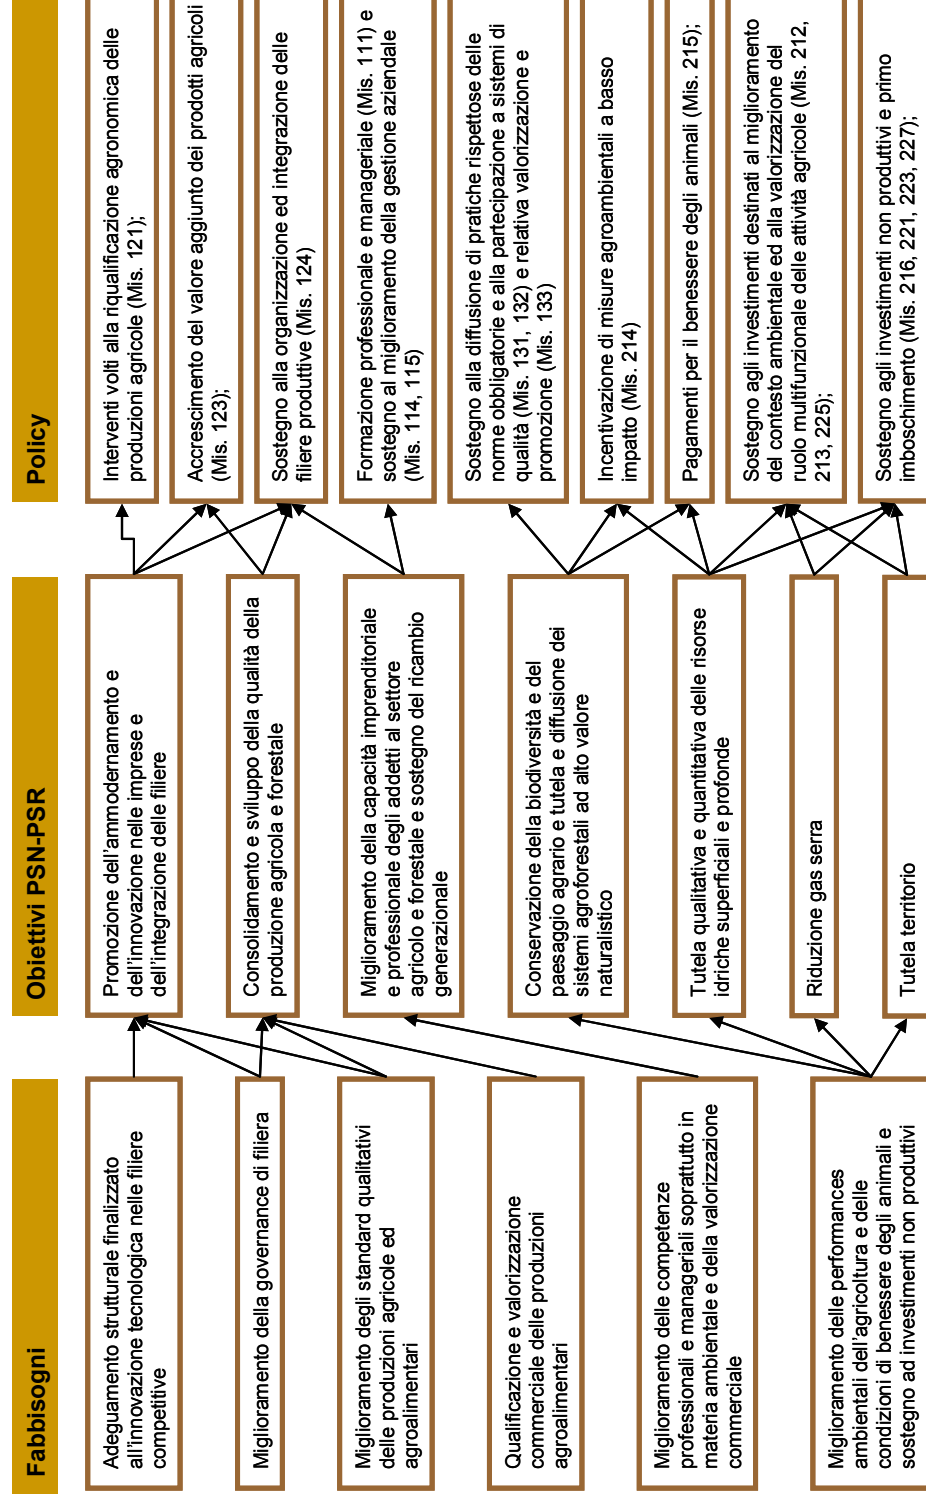 Fabbisogni
Adeguamento strutturale finalizzato
all'innovazione tecnologica nelle filiere
competitive
Miglioramento della governance di filiera
Miglioramento degli standard qualitativi
delle produzioni agricole ed
agroalimentari
Qualificazione e valorizzazione
commerciale delle produzioni
agroalimentari
Miglioramento delle competenze
professionali e manageriali soprattutto in
materia ambientale e della valorizzazione
commerciale
Miglioramento delle performances
ambientali dell'agricoltura e delle
condizioni di benessere degli animali e
sostegno ad investimenti non produttivi
Obiettivi PSN-PSR
Promozione dell'ammodernamento e
dell'innovazione nelle imprese e
dell'integrazione delle filiere
Consolidamento e sviluppo della qualità della
produzione agricola e forestale
Miglioramento della capacità imprenditoriale
e professionale degli addetti al settore
agricolo e forestale e sostegno del ricambio
generazionale
Conservazione della biodiversità e del
paesaggio agrario e tutela e diffusione dei
sistemi agroforestali ad alto valore
naturalistico
Tutela qualitativa e quantitativa delle risorse
idriche superficiali e profonde
Riduzione gas serra
Tutela territorio
Policy
Interventi volti alla riqualificazione agronomica delle
produzioni agricole (Mis. 121);
Accrescimento del valore aggiunto dei prodotti agricoli
(Mis. 123);
Sostegno alla organizzazione ed integrazione delle
filiere produttive (Mis. 124)
Formazione professionale e manageriale (Mis. 111) e
sostegno al miglioramento della gestione aziendale
(Mis. 114, 115)
Sostegno alla diffusione di pratiche rispettose delle
nome obbligatorie e alla partecipazione a sistemi di
qualità (Mis. 131, 132) e relativa valorizzazione e
promozione (Mis. 133)
Incentivazione di misure agroambientali a basso
impatto (Mis. 214)
Pagamenti per il benessere degli animali (Mis. 215);
Sostegno agli investimenti destinati al miglioramento
del contesto ambientale ed alla valorizzazione del
ruolo multifunzionale delle attività agricole (Mis. 212,
213, 225);
Sostegno agli investimenti non produttivi e primo
imboschimento (Mis. 216, 221, 223, 227);